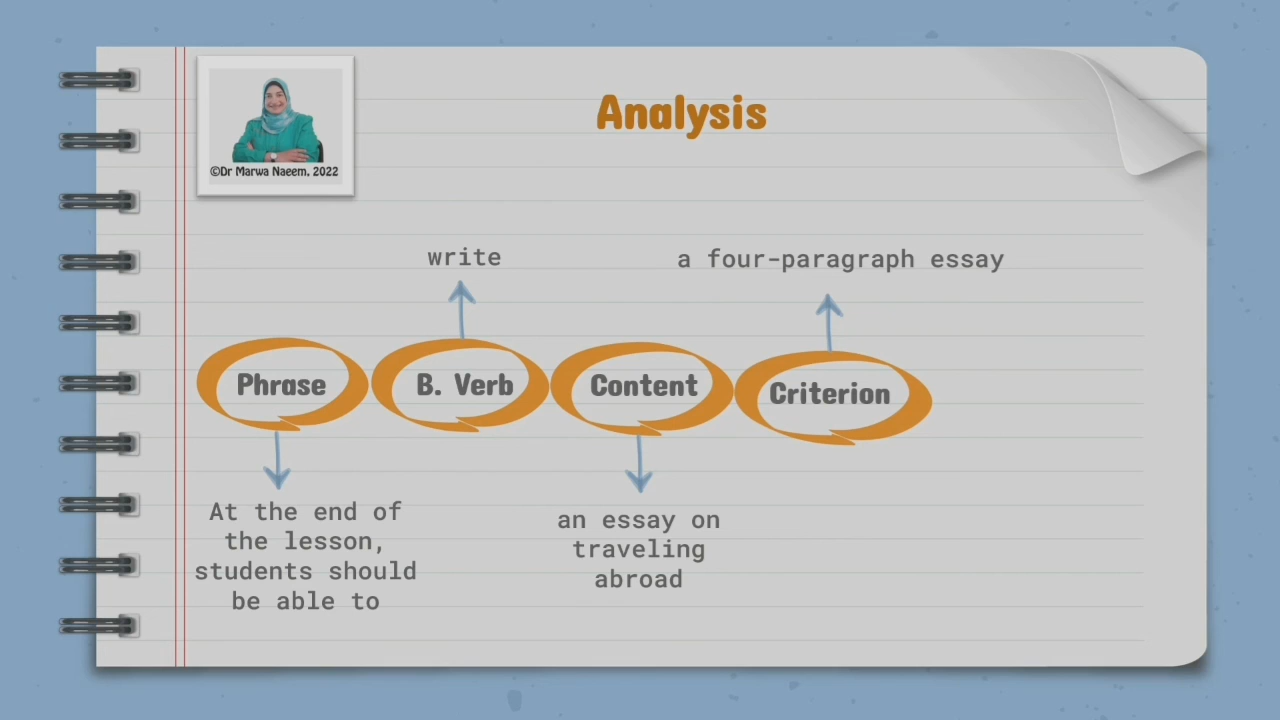 Analysis
©Dr Marwa Naeem, 2022
write
a four-paragraph essay
Phrase
B. Verb
Content
Criterion
At the end of
the lesson,
students should
be able to
an essay on
traveling
abroad